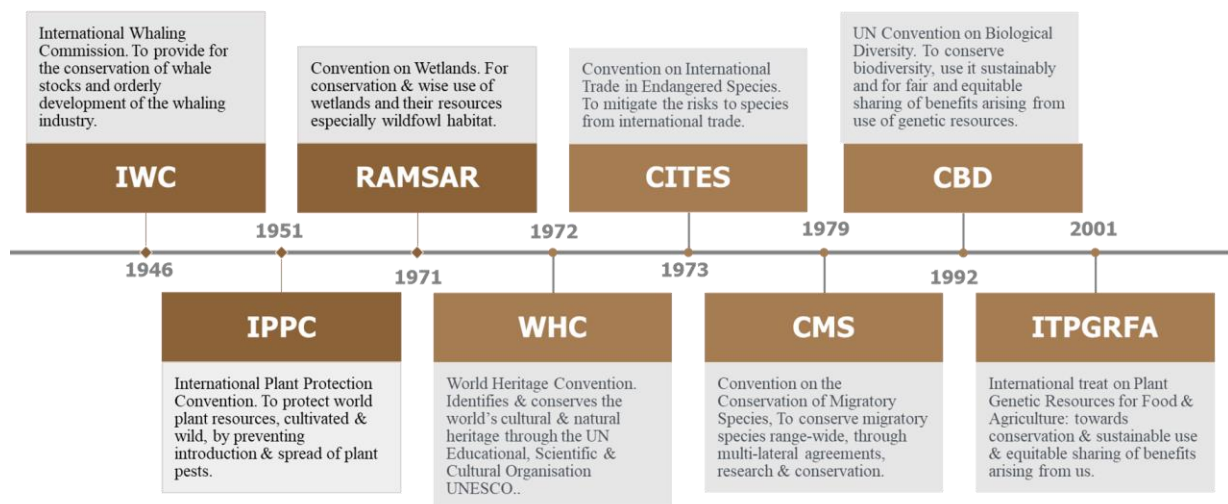 International Whaling
Commission. To provide for
the conservation of whale
stocks and orderly
development of the whaling
industry.
IWC
1946
1951
IPPC
International Plant Protection
Convention. To protect world
plant resources, cultivated &
wild, by preventing
introduction & spread of plant
pests.
Convention on Wetlands. For
conservation & wise use of
wetlands and their resources
especially wildfowl habitat.
RAMSAR
1971
1972
WHC
World Heritage Convention.
Identifies & conserves the
world's cultural & natural
heritage through the UN
Educational, Scientific &
Cultural Organisation
UNESCO..
Convention on International
Trade in Endangered Species.
To mitigate the risks to species
from international trade.
CITES
1973
1979
CMS
Convention on the
Conservation of Migratory
Species, To conserve migratory
species range-wide, through
multi-lateral agreements,
research & conservation.
UN Convention on Biological
Diversity. To conserve
biodiversity, use it sustainably
and for fair and equitable
sharing of benefits arising from
use of genetic resources.
CBD
1992
2001
ITPGRFA
International treat on Plant
Genetic Resources for Food &
Agriculture: towards
conservation & sustainable use
& equitable sharing of benefits
arising from us.